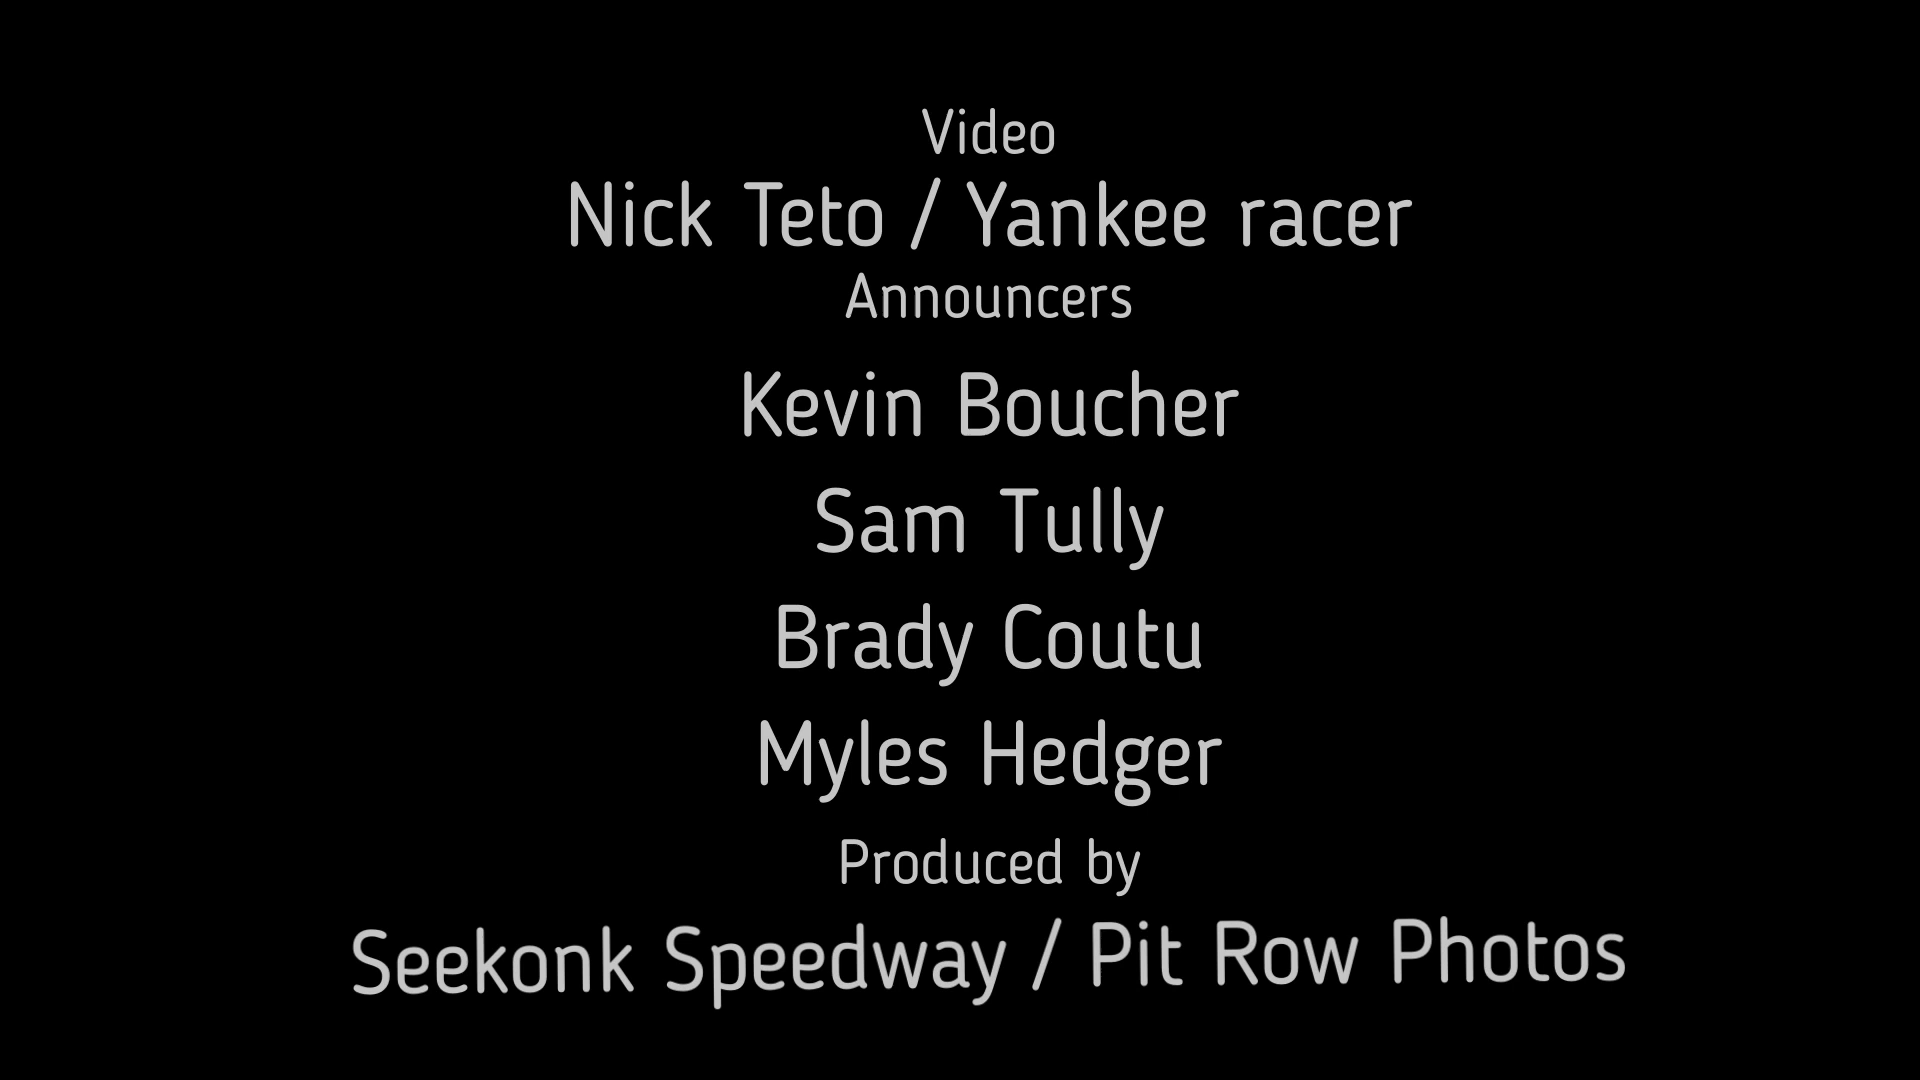 Video
Nick Teto / Yankee racer
Announcers
Kevin Boucher
Sam Tully
Brady Coutu
Myles Hedger
Produced by
Seekonk Speedway / Pit Row Photos